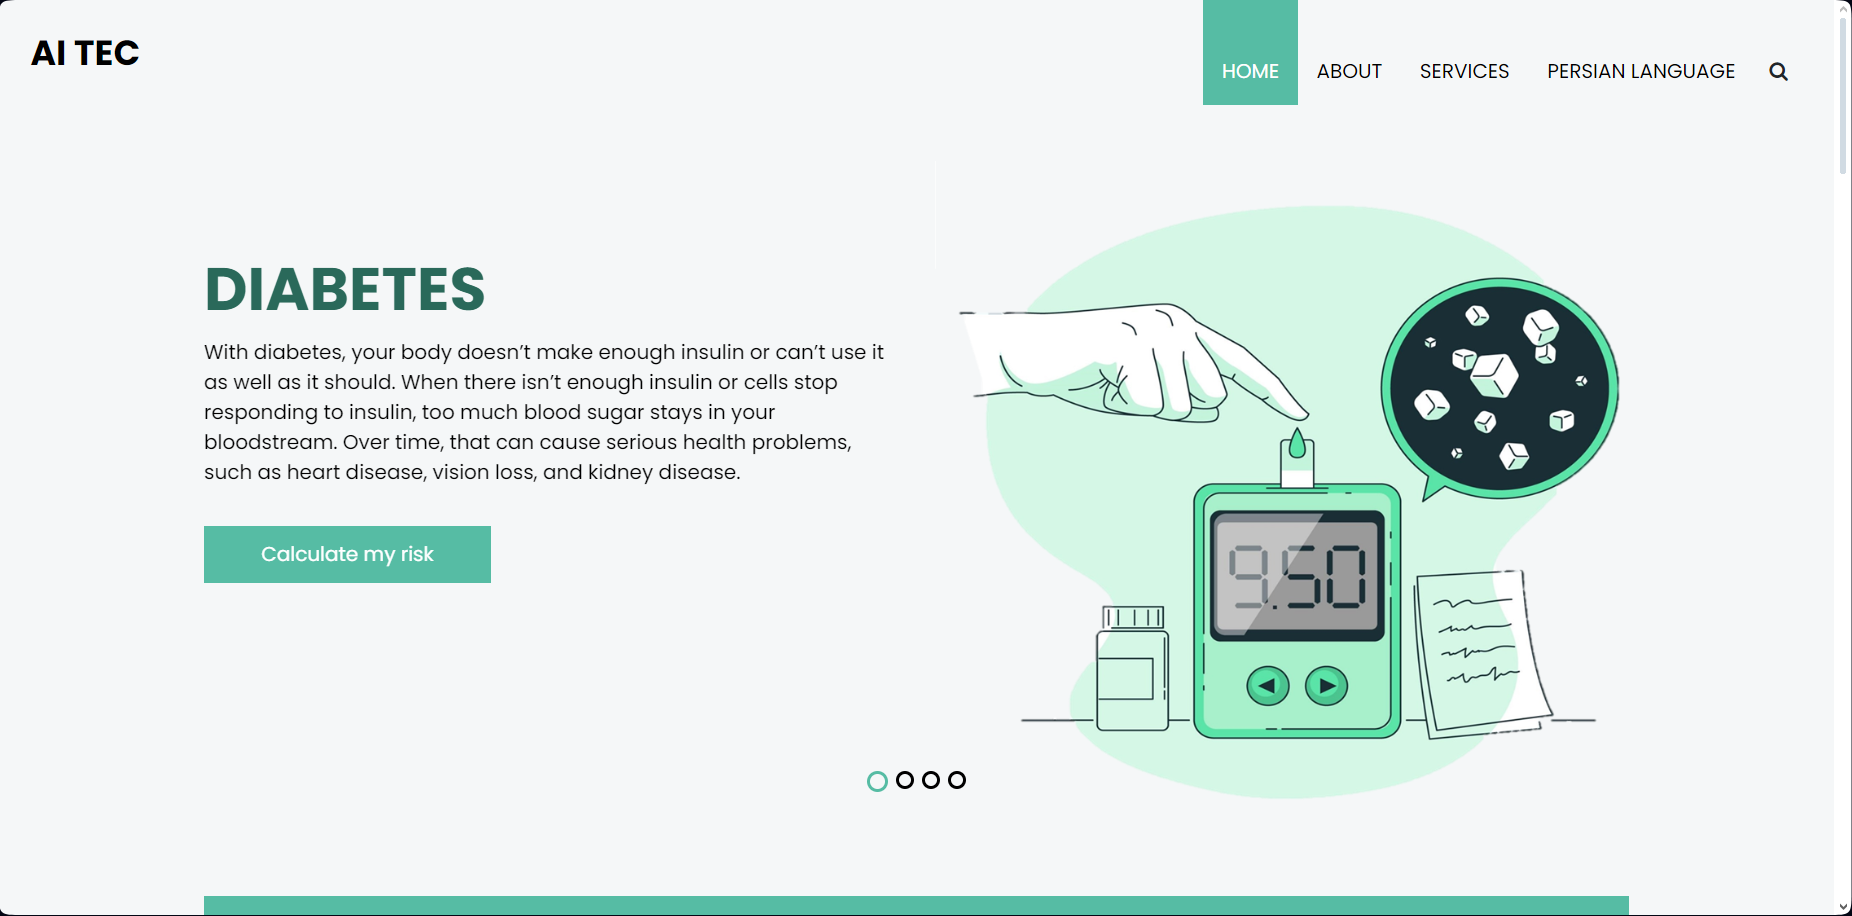 AI TEC
HOME
ABOUT
SERVICES
PERSIAN LANGUAGE
DIABETES
With diabetes, your body doesn’t make enough insulin or can’t use it
as well as it should. When there isn’t enough insulin or cells stop
responding to insulin, too much blood sugar stays in your
bloodstream. Over time, that can cause serious health problems,
such as heart disease, vision loss, and kidney disease.
Calculate my risk
9.50